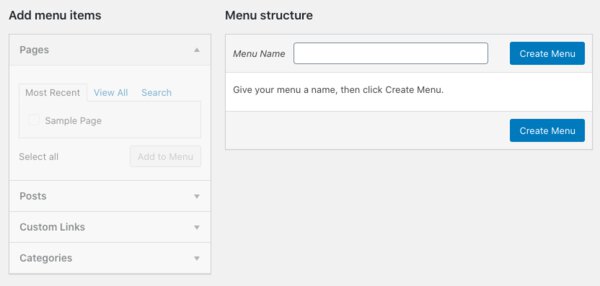 Add menu items
Pages
Most Recent View All Search
Sample Page
Select all Add to Menu
Posts
Custom Links
Categories
Menu structure
Menu Name Create Menu
Give your menu a name, then click Create Menu.
Create Menu